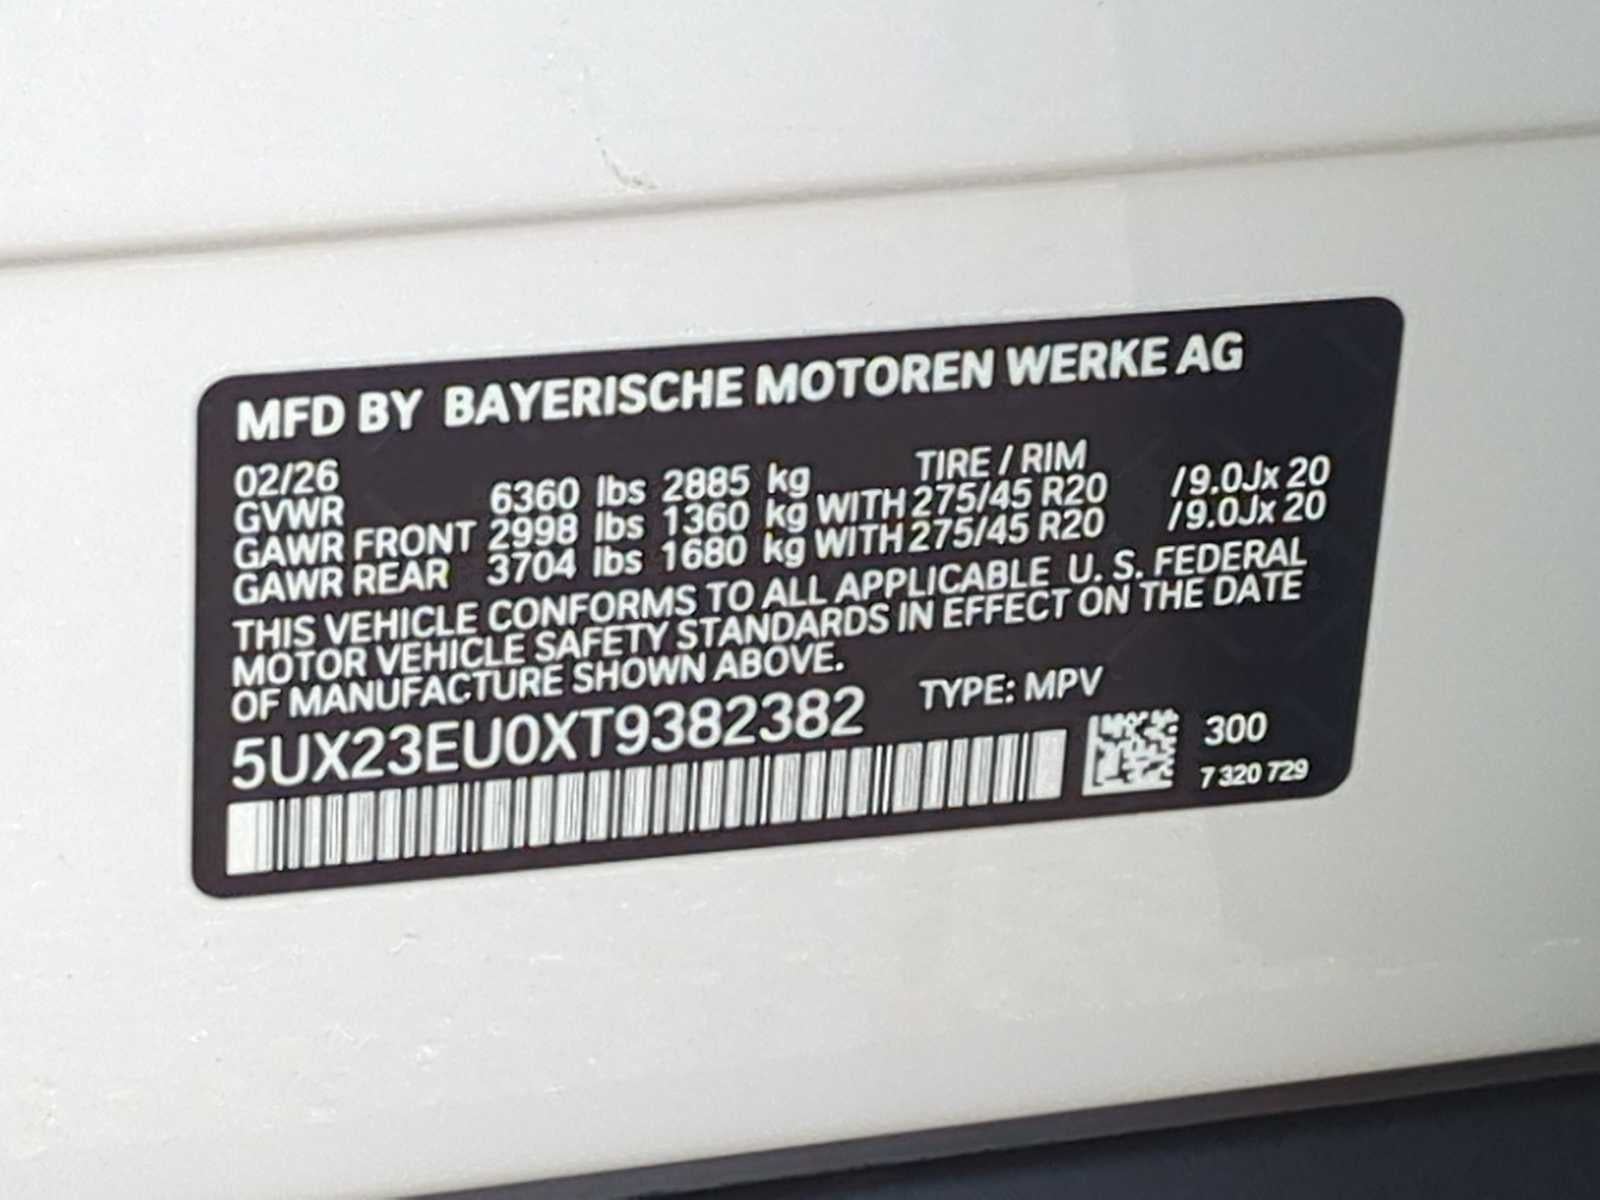 MFD BY BAYERISCHE MOTOREN WERKE AG
02/26 TIRE / RIM
GVWR 6360 lbs 2885 kg
GAWR FRONT 2998 lbs 1360 kg WITH 275/45 R20 /9.0Jx 20
GAWR REAR 3704 lbs 1680 kg WITH 275/45 R20 /9.0Jx 20
THIS VEHICLE CONFORMS TO ALL APPLICABLE U. S. FEDERAL
MOTOR VEHICLE SAFETY STANDARDS IN EFFECT ON THE DATE
OF MANUFACTURE SHOWN ABOVE.
5UX23EU0XT9382382 TYPE: MPV
300
7 320 729